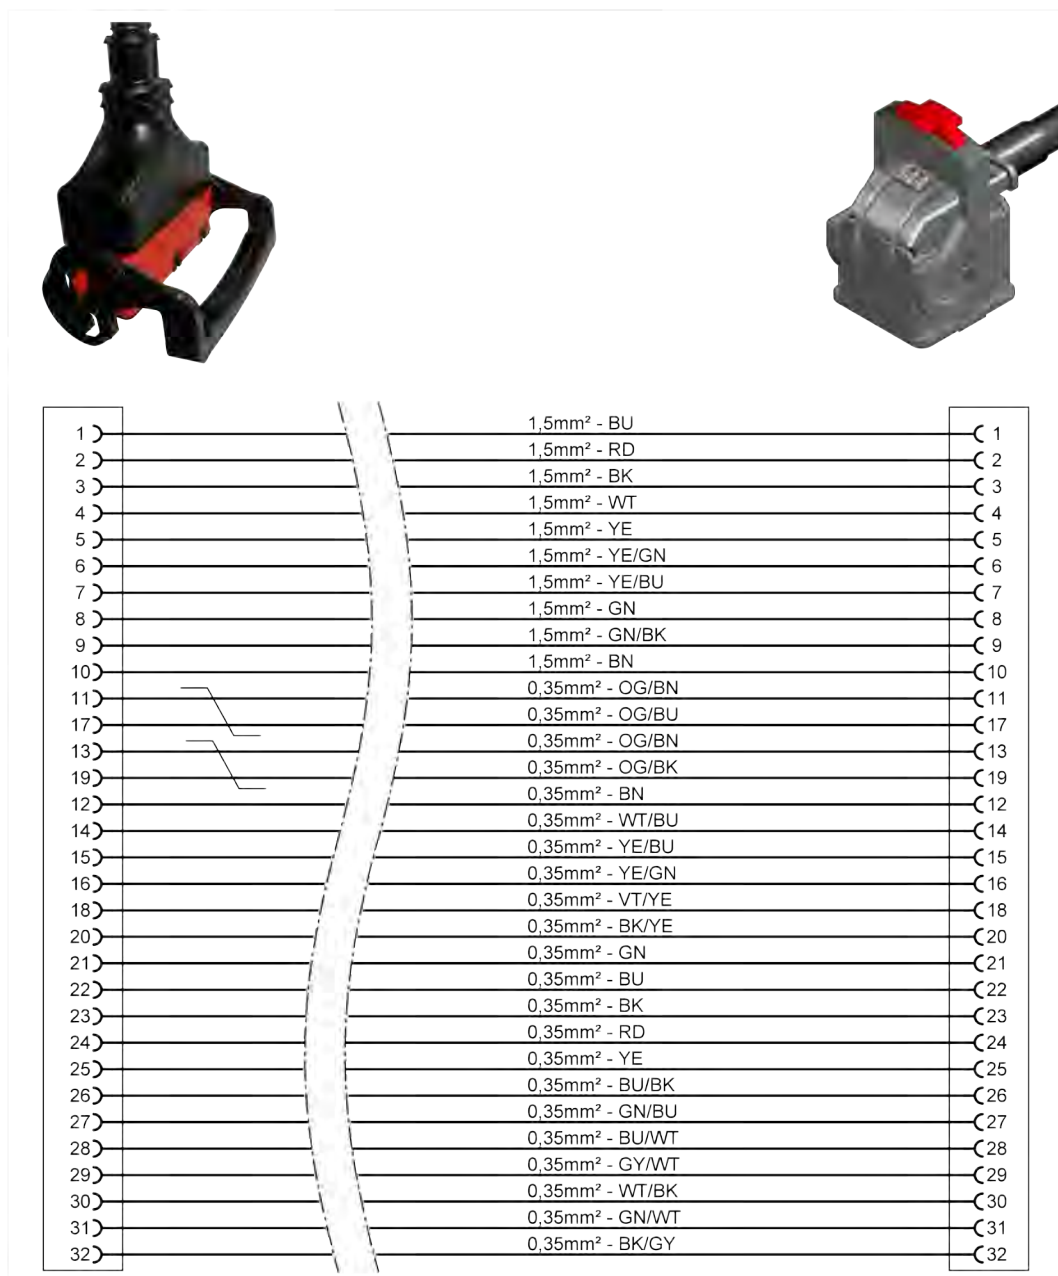 1 1,5mm² - BU 1
2 1,5mm² - RD 2
3 1,5mm² - BK 3
4 1,5mm² - WT 4
5 1,5mm² - YE 5
6 1,5mm² - YE/GN 6
7 1,5mm² - YE/BU 7
8 1,5mm² - GN 8
9 1,5mm² - GN/BK 9
10 1,5mm² - BN 10
11 0,35mm² - OG/BN 11
17 0,35mm² - OG/BU 17
13 0,35mm² - OG/BN 13
19 0,35mm² - OG/BK 19
12 0,35mm² - BN 12
14 0,35mm² - WT/BU 14
15 0,35mm² - YE/BU 15
16 0,35mm² - YE/GN 16
18 0,35mm² - VT/YE 18
20 0,35mm² - BK/YE 20
21 0,35mm² - GN 21
22 0,35mm² - BU 22
23 0,35mm² - BK 23
24 0,35mm² - RD 24
25 0,35mm² - YE 25
26 0,35mm² - BU/BK 26
27 0,35mm² - GN/BU 27
28 0,35mm² - BU/WT 28
29 0,35mm² - GY/WT 29
30 0,35mm² - WT/BK 30
31 0,35mm² - GN/WT 31
32 0,35mm² - BK/GY 32